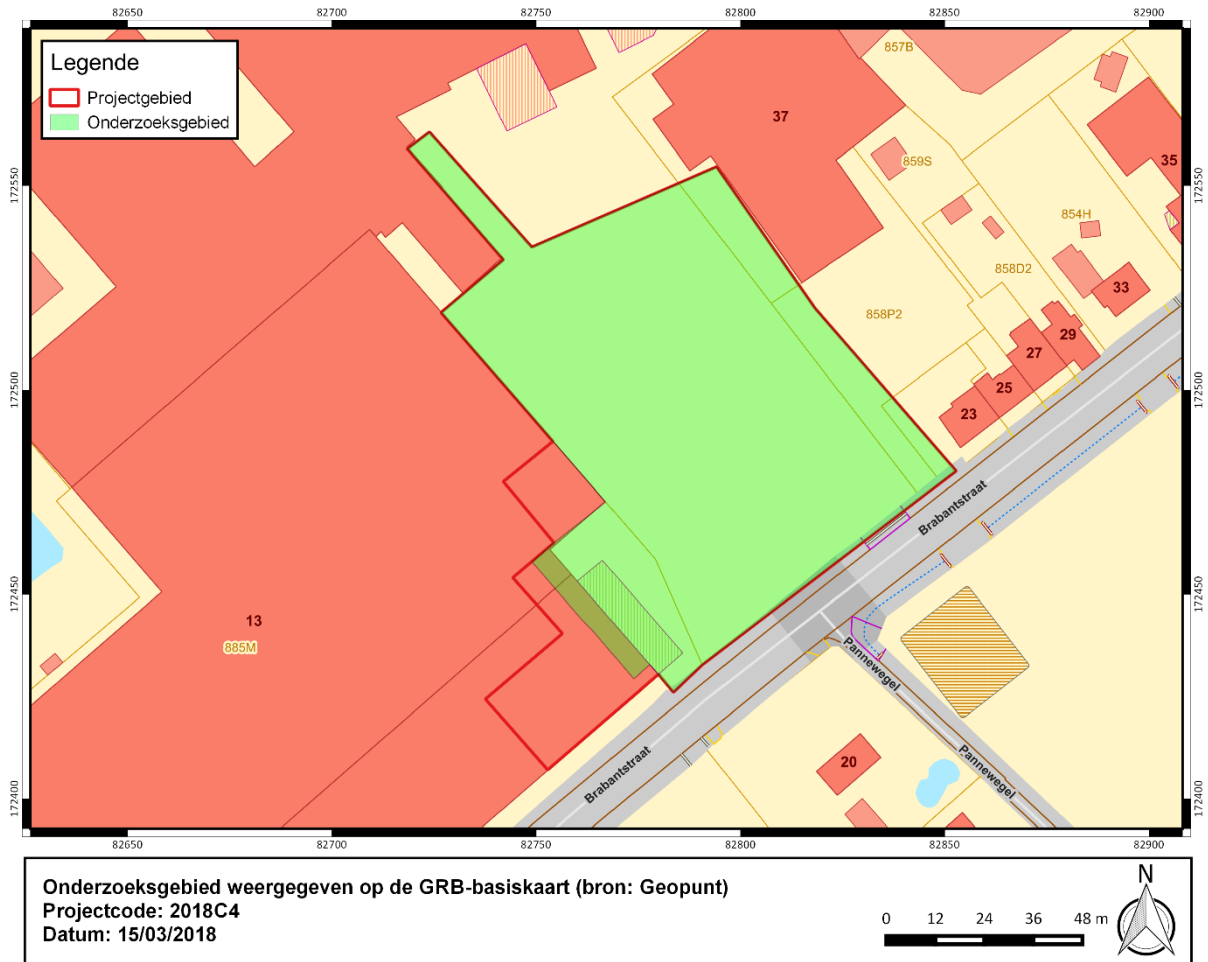 82650 82700 82750 82800 82850 82900
Legende
Projectgebied
Onderzoeksgebied
857B
37
859S
35
172550
172550
854H
858D2
33
858P2
29
27
25
23
172500
172500
Brabantstraat
172450
172450
13
885M
Pannewegel
Pannewegel
20
Brabantstraat
172400
172400
82650 82700 82750 82800 82850 82900
Onderzoeksgebied weergegeven op de GRB-basiskaart (bron: Geopunt)
Projectcode: 2018C4
Datum: 15/03/2018
0 12 24 36 48 m
N